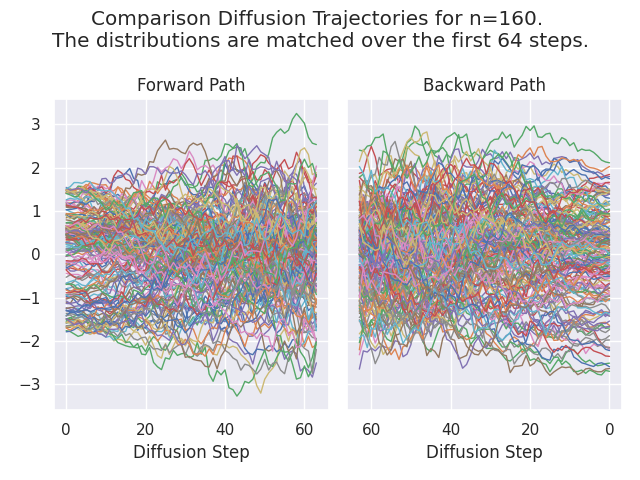 Comparison Diffusion Trajectories for n=160.
The distributions are matched over the first 64 steps.
Forward Path
Backward Path
3
2
1
0
−1
−2
−3
0 20 40 60
60 40 20 0
Diffusion Step
Diffusion Step